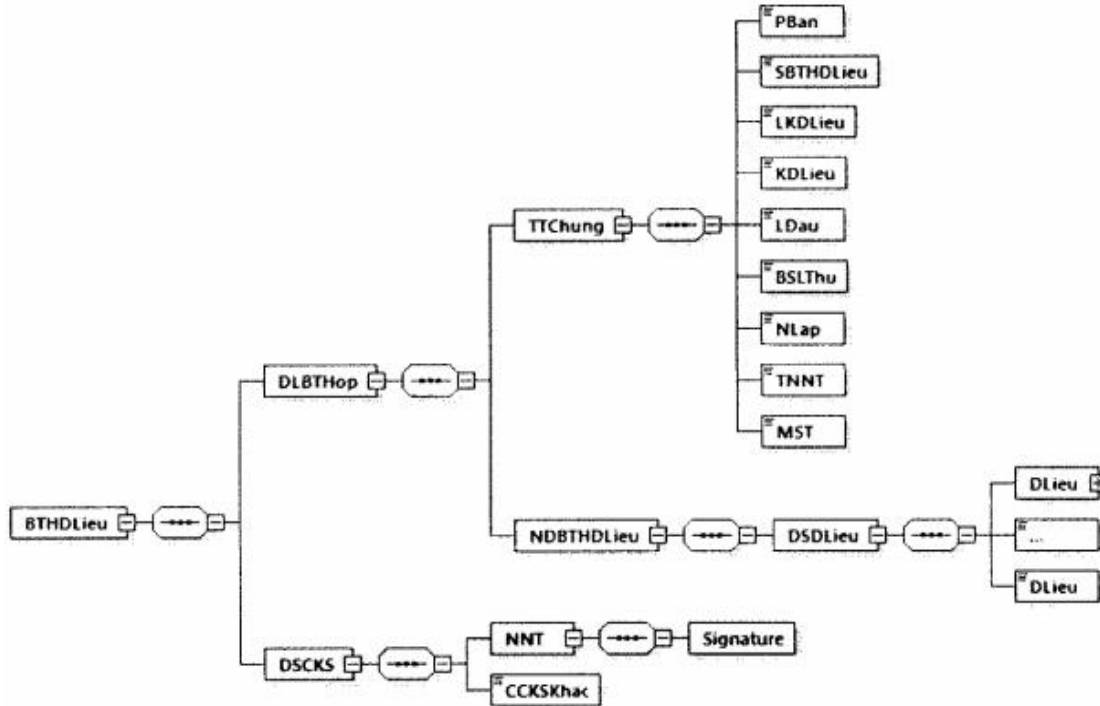 PBan
SBTHDLieu
LKDLieu
KDLieu
TTChung
LDau
BSLThu
NLap
DLBTHop
TNNT
MST
DLieu
BTHDLieu
NDBTHDLieu
DSDLieu
...
DLieu
NNT
Signature
DSCKS
CCKSKhac